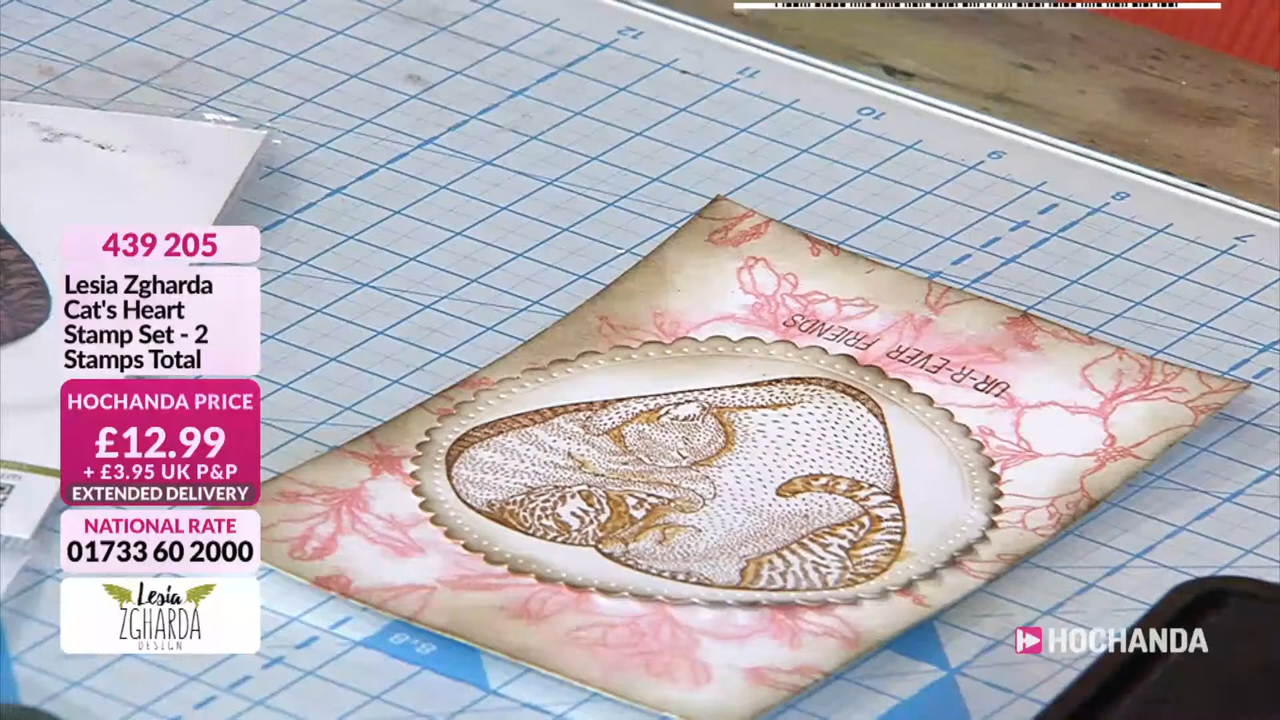 439 205
Lesia Zgharda
Cat's Heart
Stamp Set - 2
Stamps Total
HOCHANDA PRICE
£12.99
+ £3.95 UK P&P
EXTENDED DELIVERY
NATIONAL RATE
01733 60 2000
Lesia
ZGHARDA
DESIGN
12
11
10
9
8
7
UR-R-EVER FRIENDS
HOCHANDA